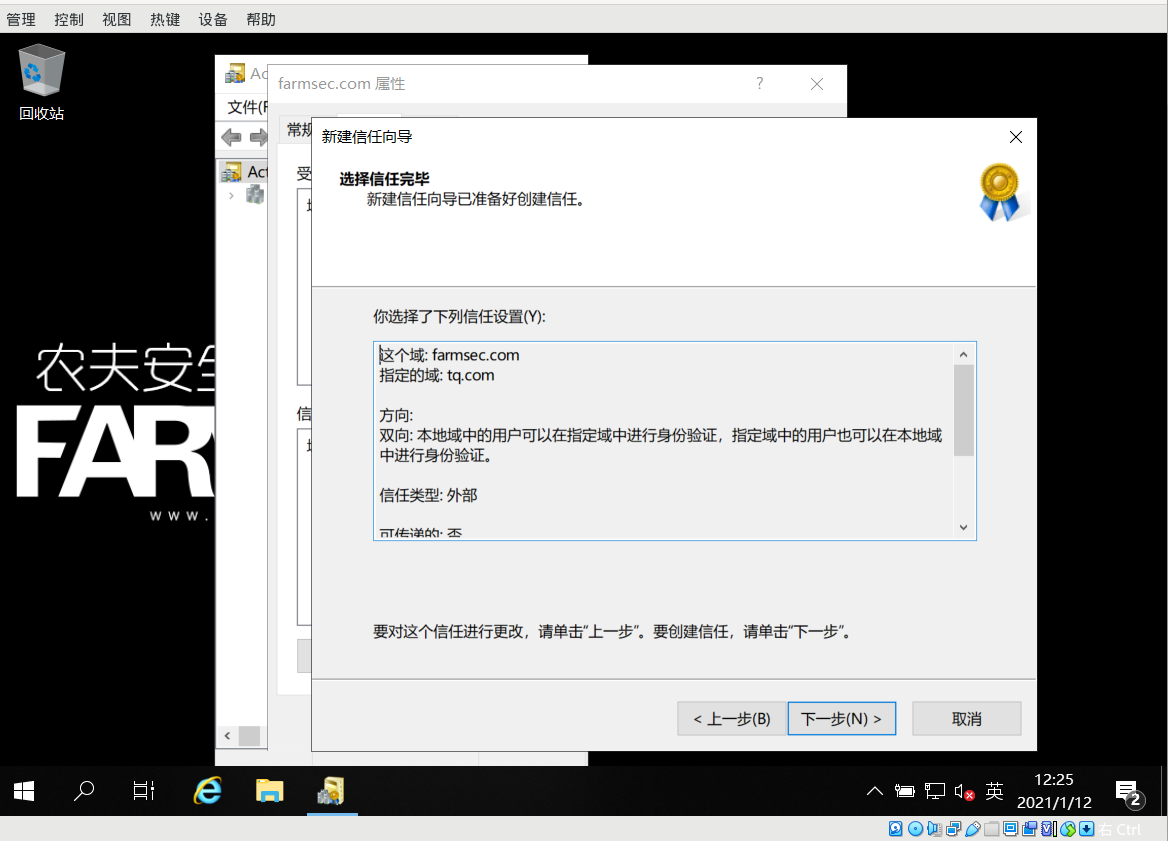 管理 控制 视图 热键 设备 帮助
回收站
farmsec.com 属性
?
文件(F
常规
新建信任向导
选择信任完毕
新建信任向导已准备好创建信任。
Act
受
你选择了下列信任设置(Y):
这个域: farmsec.com
指定的域: tq.com
方向:
双向: 本地域中的用户可以在指定域中进行身份验证，指定域中的用户也可以在本地域
中进行身份验证。
信任类型: 外部
可传递的: 否
农夫安全
FAR
www.
信
要对这个信任进行更改，请单击“上一步”。要创建信任，请单击“下一步”。
< 上一步(B)
下一步(N) >
取消
英
12:25
2021/1/12
2
右 Ctrl